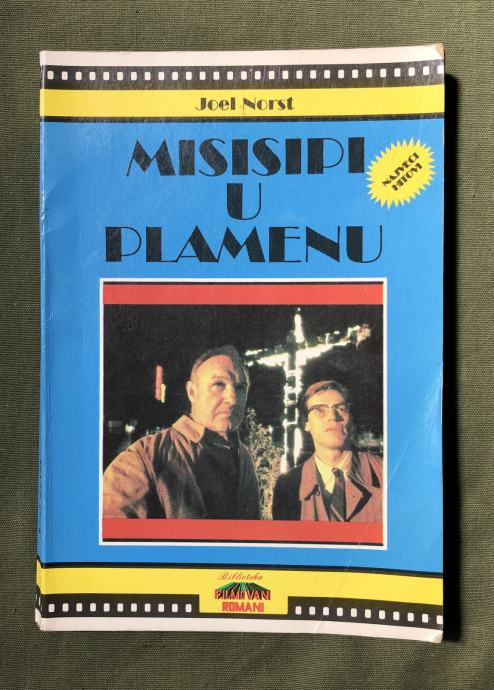 Joel Norst
MISISIPI
U
PLAMENU
NAJVEĆI
HITOVI
Biblioteka
FILMOVANI
ROMANI